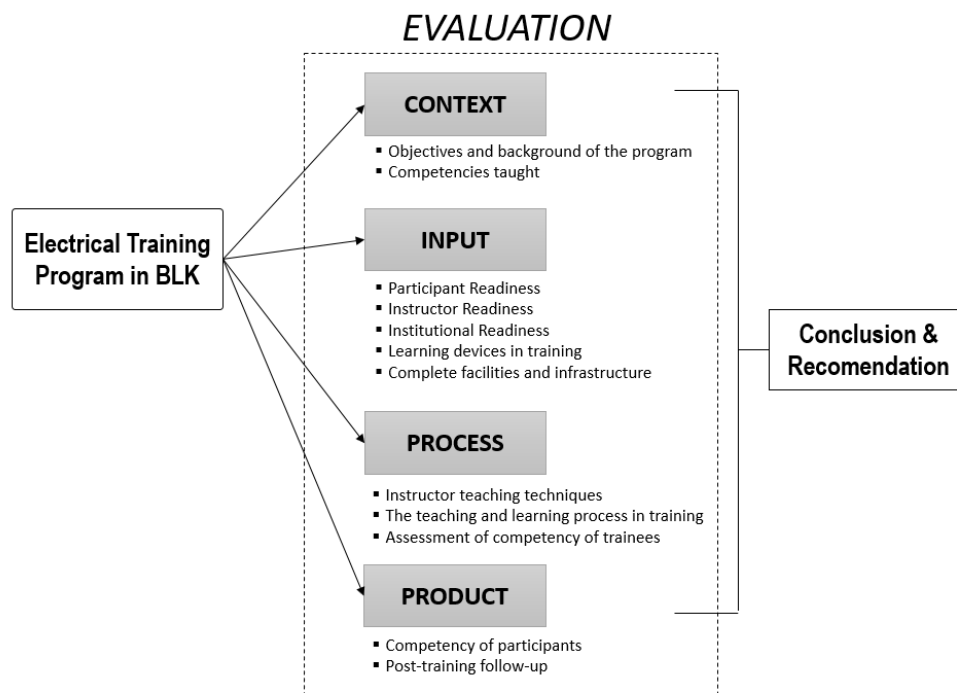 EVALUATION
CONTEXT
▪ Objectives and background of the program
▪ Competencies taught
Electrical Training
Program in BLK
INPUT
▪ Participant Readiness
▪ Instructor Readiness
▪ Institutional Readiness
▪ Learning devices in training
▪ Complete facilities and infrastructure
PROCESS
▪ Instructor teaching techniques
▪ The teaching and learning process in training
▪ Assessment of competency of trainees
PRODUCT
▪ Competency of participants
▪ Post-training follow-up
Conclusion &
Recomendation